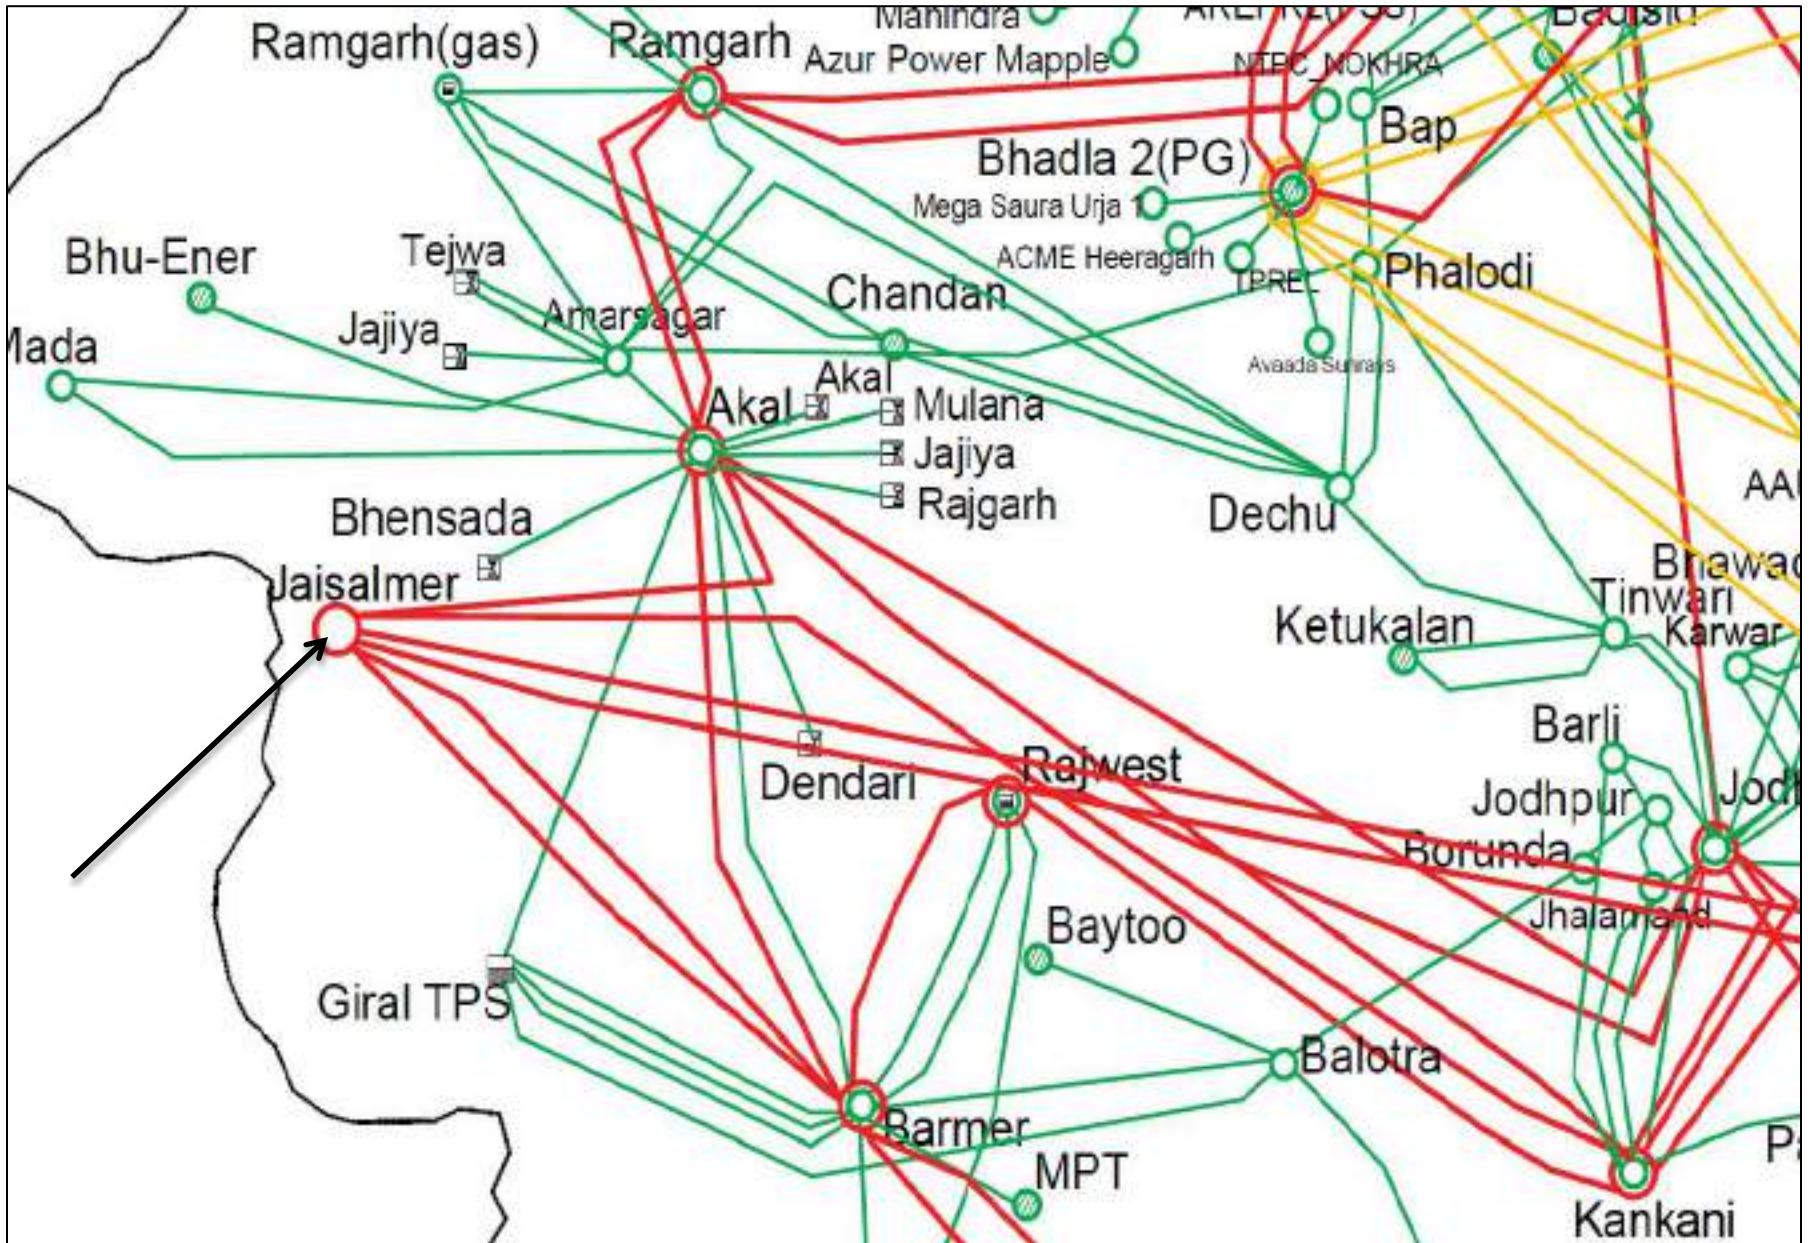 Mahindra
Ramgarh(gas)
Ramgarh
Azur Power Mapple
NTPC_NOKHRA
Bap
Bhadla 2(PG)
Mega Saura Urja 1
ACME Heeragarh
TPREL
Phalodi
Bhu-Ener
Tejwa
Chandan
Amarsagar
Jajiya
Avaada Sunrays
Akal
Akal
Mulana
Jajiya
Rajgarh
Dechu
Bhensada
Jaisalmer
Tinwari
Ketukalan
Karwar
Barli
Rajwest
Dendari
Jodhpur
Borunda
Jhalamand
Baytoo
Giral TPS
Balotra
Barmer
MPT
Kankani